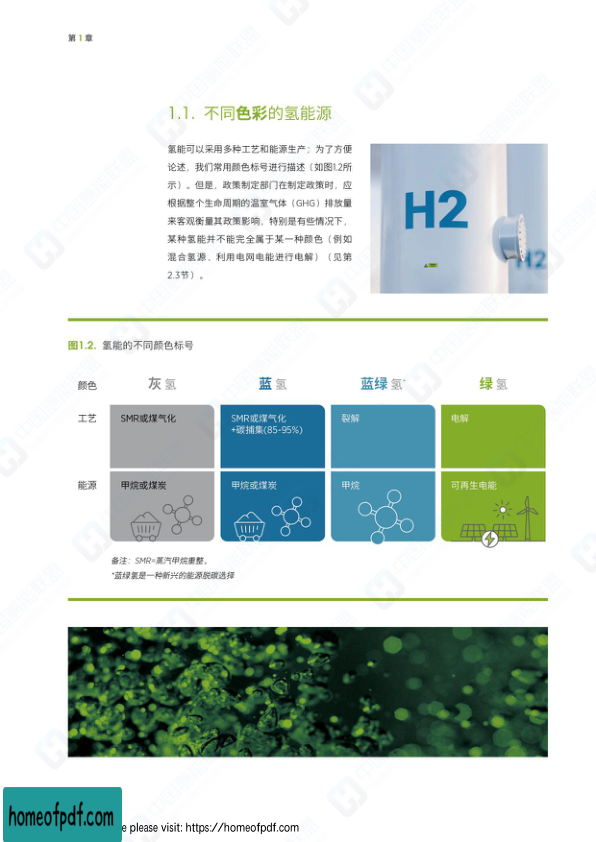 第 1 章
1.1. 不同色彩的氢能源
氢能可以采用多种工艺和能源生产；为了方便
论述，我们常用颜色标号进行描述（如图1.2所
示）。但是，政策制定部门在制定政策时，应
根据整个生命周期的温室气体（GHG）排放量
来客观衡量其政策影响，特别是有些情况下，
某种氢能并不能完全属于某一种颜色（例如
混合氢源、利用电网电能进行电解）（见第
2.3节）。
H2
H2
图1.2. 氢能的不同颜色标号
颜色 灰 氢 蓝 氢 蓝绿 氢* 绿 氢
工艺 SMR或煤气化 SMR或煤气化 裂解 电解
+碳捕集(85-95%)
能源 甲烷或煤炭 甲烷或煤炭 甲烷 可再生电能
备注：SMR=蒸汽甲烷重整。
*蓝绿氢是一种新兴的能源脱碳选择
homeofpdf.com
e please visit: https://homeofpdf.com